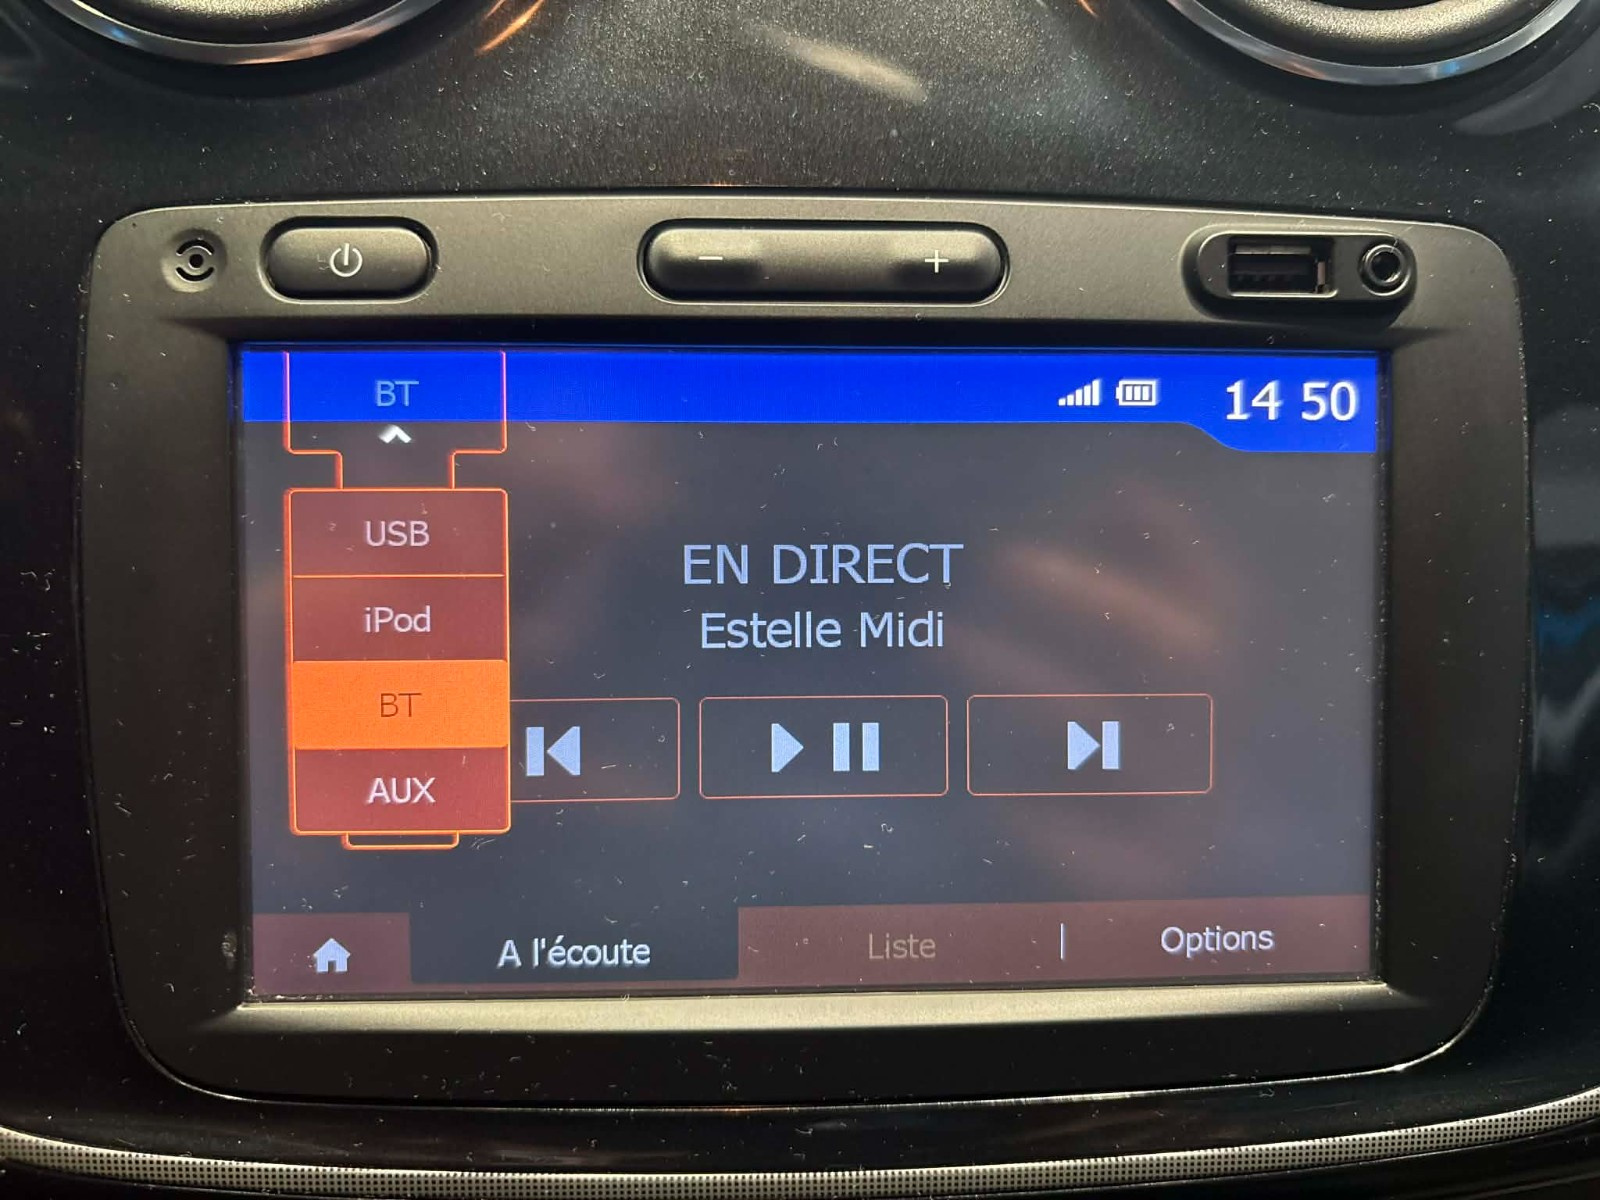 BT
14 50
USB
iPod
BT
AUX
EN DIRECT
Estelle Midi
A l'écoute
Liste
Options